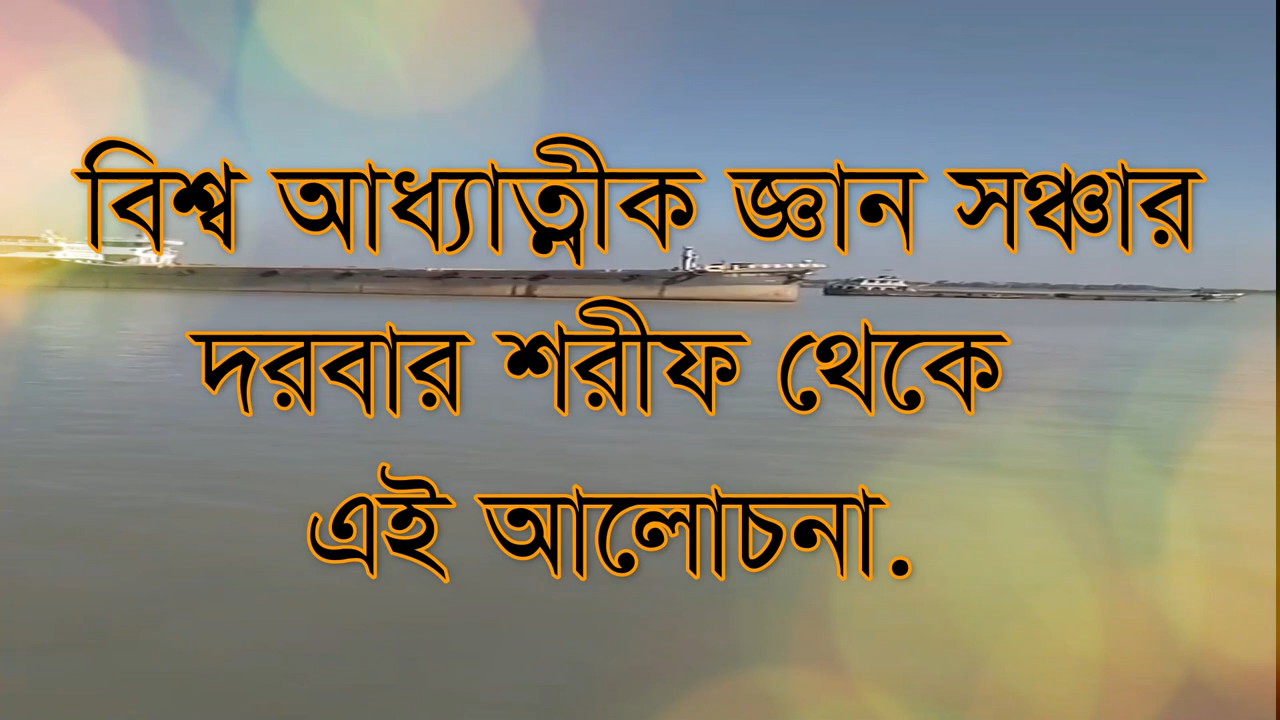 বিশ্ব আধ্যাত্নীক জ্ঞান সঞ্চার
দরবার শরীফ থেকে
এই আলোচনা.